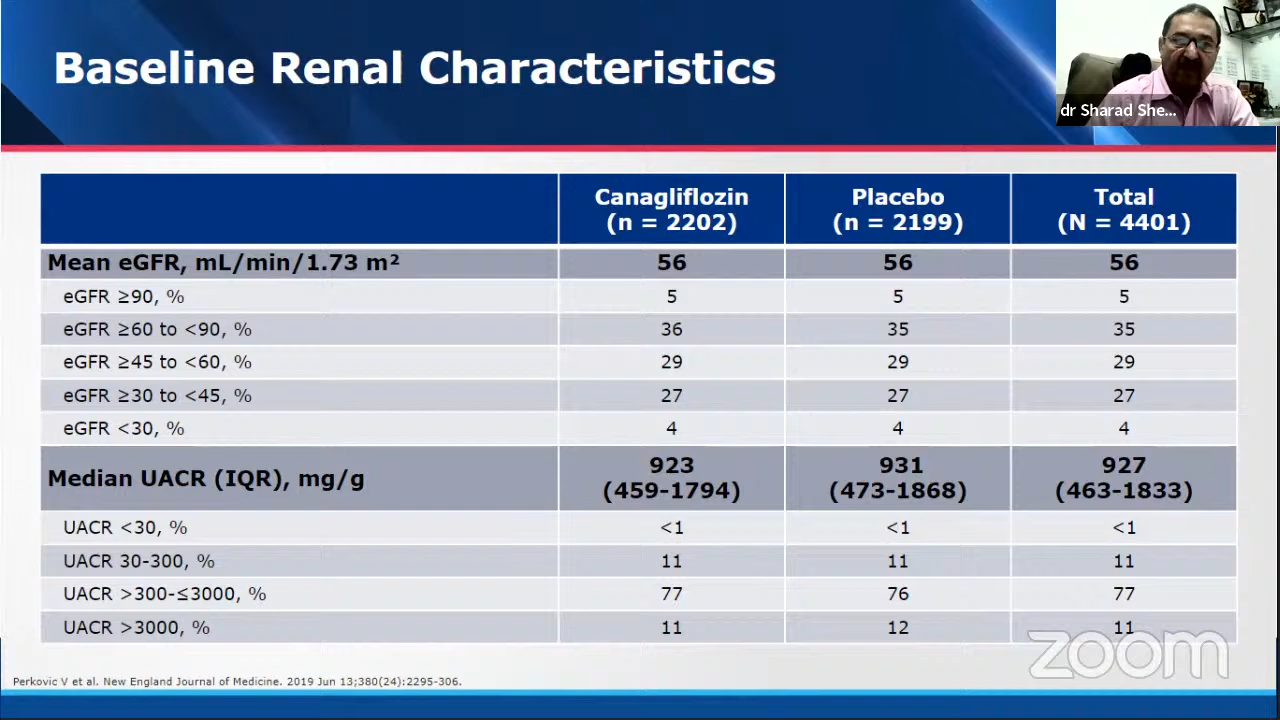 Baseline Renal Characteristics
dr Sharad She...
Canagliflozin (n = 2202) Placebo (n = 2199) Total (N = 4401)
Mean eGFR, mL/min/1.73 m² 56 56 56
eGFR ≥90, % 5 5 5
eGFR ≥60 to <90, % 36 35 35
eGFR ≥45 to <60, % 29 29 29
eGFR ≥30 to <45, % 27 27 27
eGFR <30, % 4 4 4
Median UACR (IQR), mg/g 923 (459-1794) 931 (473-1868) 927 (463-1833)
UACR <30, % <1 <1 <1
UACR 30-300, % 11 11 11
UACR >300-≤3000, % 77 76 77
UACR >3000, % 11 12 11
zoom
Perkovic V et al. New England Journal of Medicine. 2019 Jun 13;380(24):2295-306.